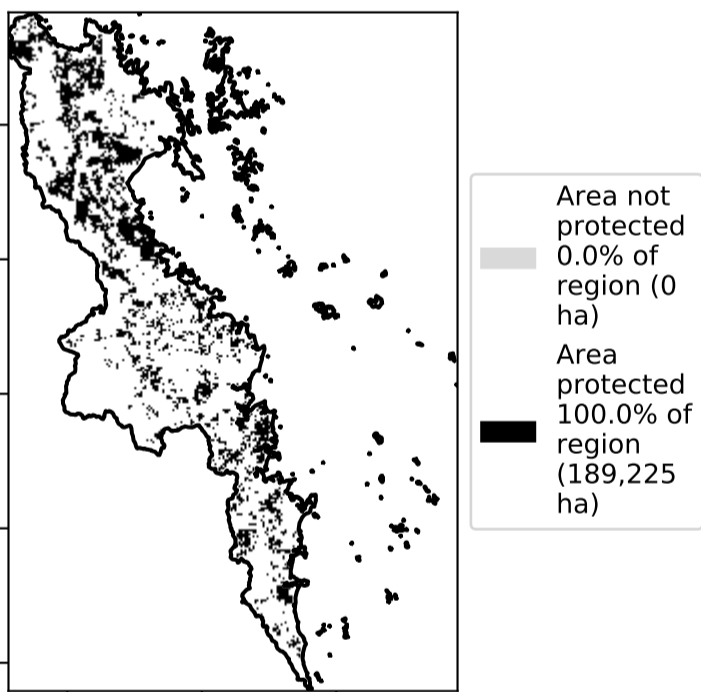 Area not
protected
0.0% of
region (0
ha)
Area
protected
100.0% of
region
(189,225
ha)